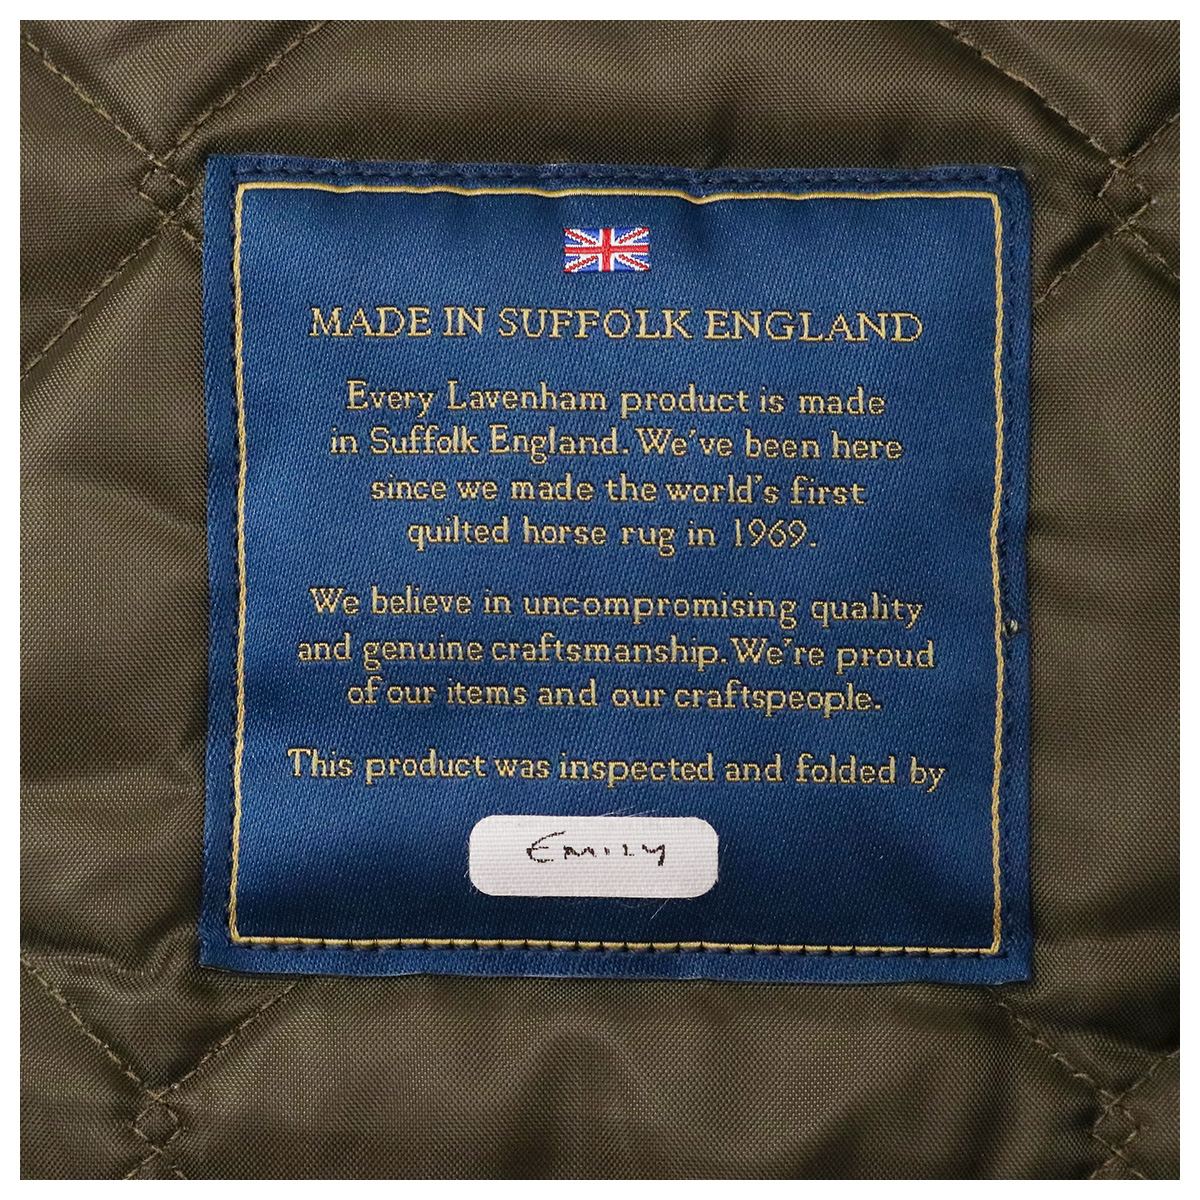 MADE IN SUFFOLK ENGLAND
Every Lavenham product is made
in Suffolk England. We've been here
since we made the world's first
quilted horse rug in 1969.
We believe in uncompromising quality
and genuine craftsmanship. We're proud
of our items and our craftspeople.
This product was inspected and folded by
EMILY